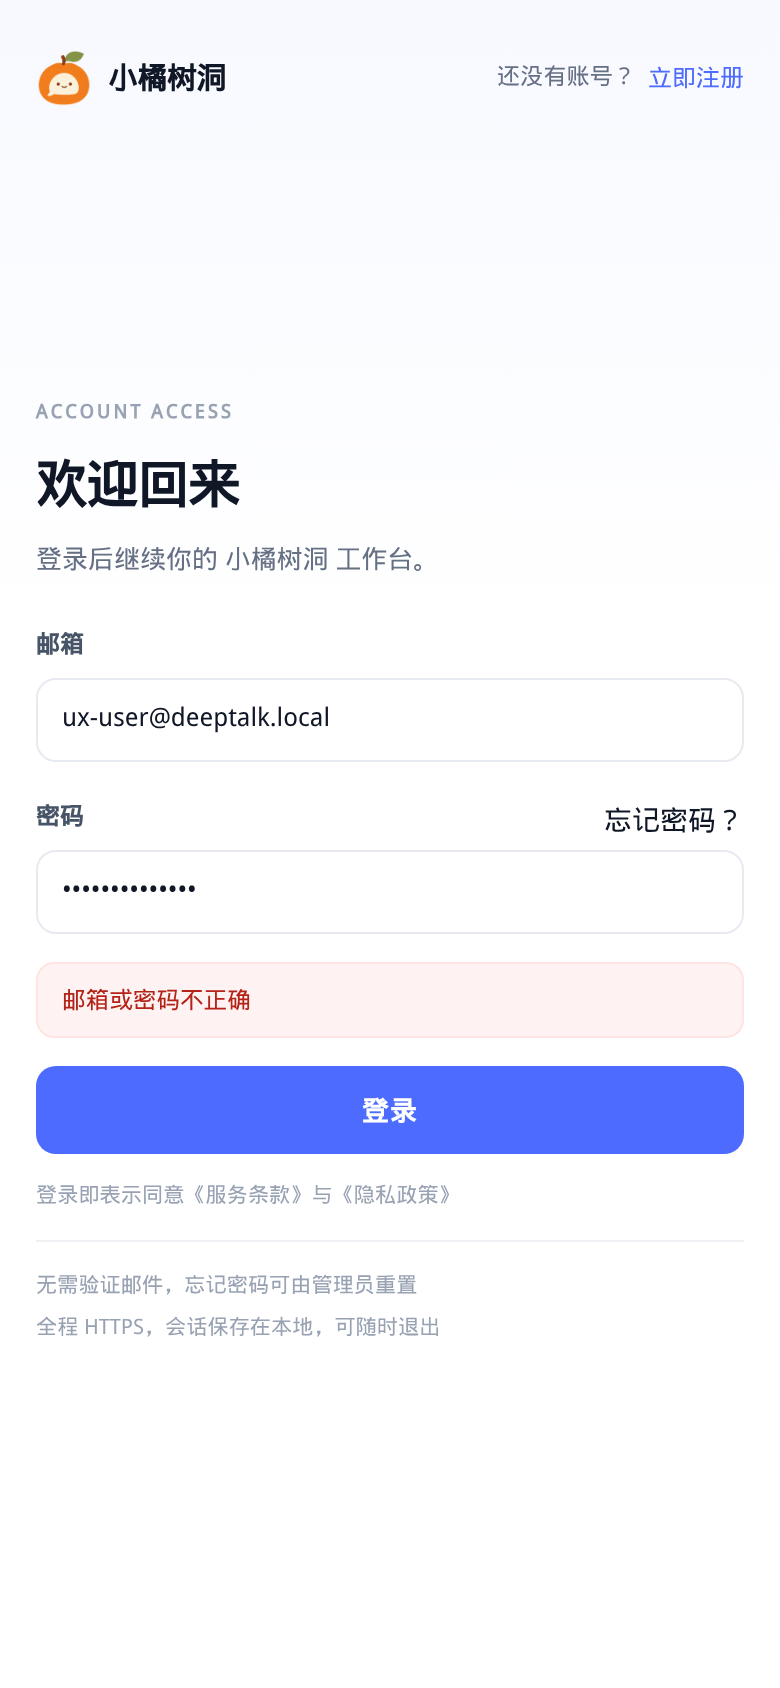 小橘树洞
还没有账号？ 立即注册
ACCOUNT ACCESS
欢迎回来
登录后继续你的 小橘树洞 工作台。
邮箱
ux-user@deeptalk.local
密码 忘记密码？
••••••••••••••
邮箱或密码不正确
登录
登录即表示同意《服务条款》与《隐私政策》
无需验证邮件，忘记密码可由管理员重置
全程 HTTPS，会话保存在本地，可随时退出